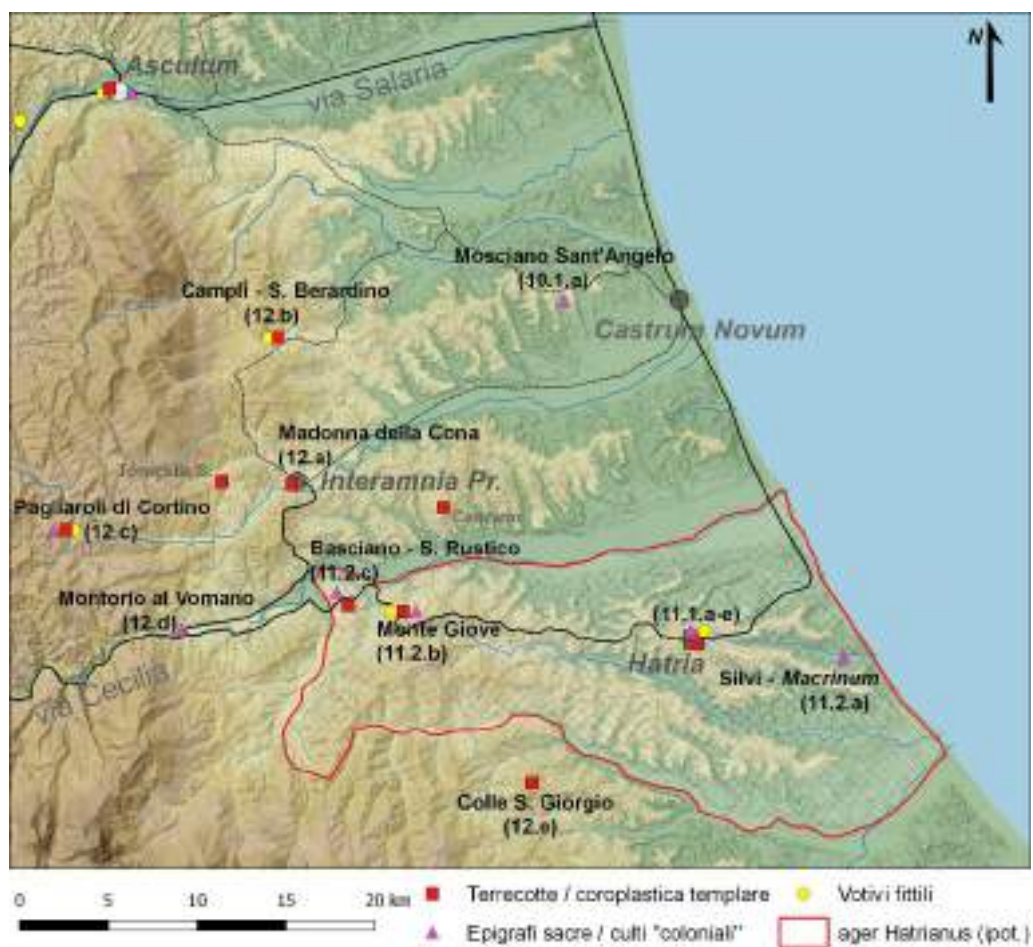 N
Asculum
via Salaria
Mosciano Sant'Angelo
(10.1.a)
Campli - S. Berardino
(12.b)
Castrum Novum
Madonna della Cona
(12.a)
Interamnia Pr.
Pagliaroli di Cortino
(12.c)
Basciano - S. Rustico
(11.2.c)
Montorio al Vomano
(12.d)
Monte Giove
(11.2.b)
(11.1.a-e)
Hatria
Silvi - Macrinum
(11.2.a)
via Cecilia
Colle S. Giorgio
(12.e)
0 5 10 15 20 km
Terrecotte / coroplastica templare
Votivi fittili
Epigrafi sacre / culti "coloniali"
ager Hatrianus (ipot.)